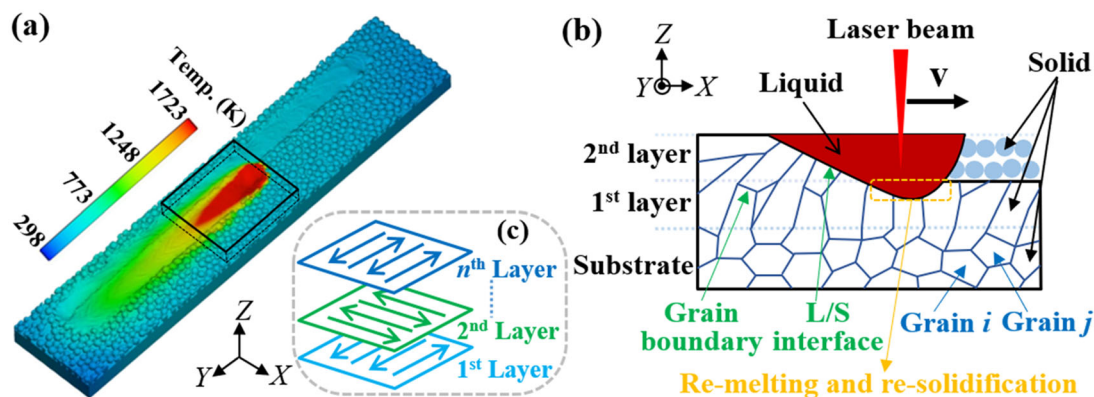 (a)
Temp. (K)
1723
1248
773
298
Z
Y
X
(c)
nth Layer
2nd Layer
1st Layer
(b)
Z
Y
X
Laser beam
v
Liquid
Solid
2nd layer
1st layer
Substrate
Grain boundary
L/S interface
Grain i
Grain j
Re-melting and re-solidification